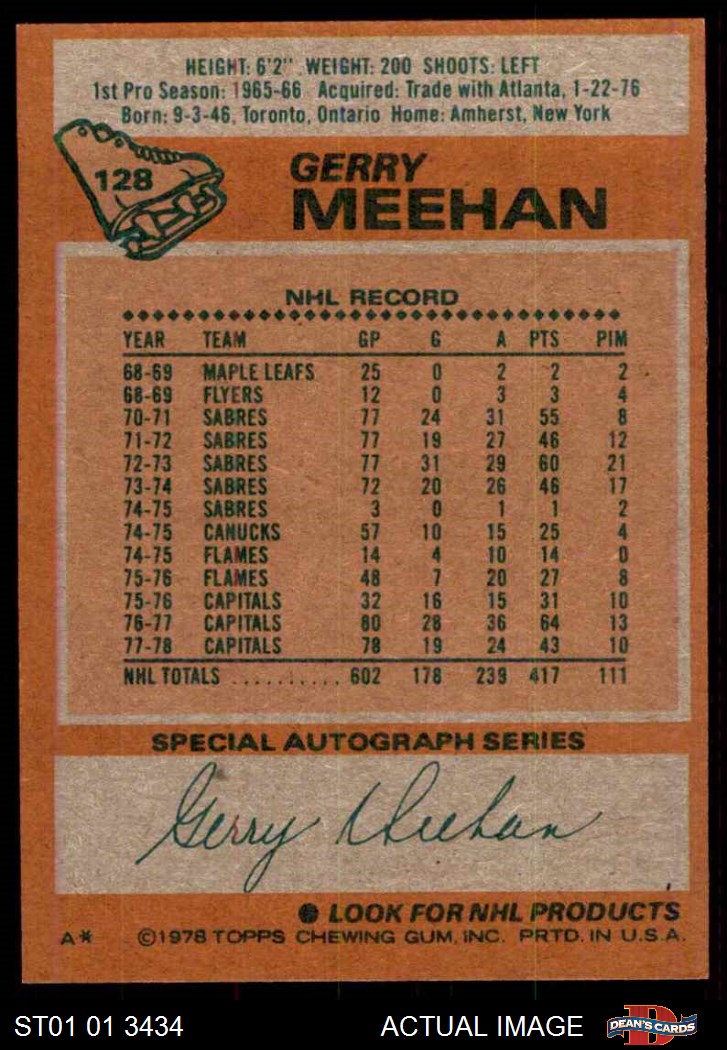 HEIGHT: 6'2" WEIGHT: 200 SHOOTS: LEFT
1st Pro Season: 1965-66 Acquired: Trade with Atlanta, 1-22-76
Born: 9-3-46, Toronto, Ontario Home: Amherst, New York
128
GERRY
MEEHAN
NHL RECORD
YEAR TEAM GP G A PTS PIM
68-69 MAPLE LEAFS 25 0 2 2 2
68-69 FLYERS 12 0 3 3 4
70-71 SABRES 77 24 31 55 8
71-72 SABRES 77 19 27 46 12
72-73 SABRES 77 31 29 60 21
73-74 SABRES 72 20 26 46 17
74-75 SABRES 3 0 1 1 2
74-75 CANUCKS 57 10 15 25 4
74-75 FLAMES 14 4 10 14 0
75-76 FLAMES 48 7 20 27 8
75-76 CAPITALS 32 16 15 31 10
76-77 CAPITALS 80 28 36 64 13
77-78 CAPITALS 78 19 24 43 10
NHL TOTALS .......... 602 178 239 417 111
SPECIAL AUTOGRAPH SERIES
Gerry Meehan
● LOOK FOR NHL PRODUCTS
A* ©1978 TOPPS CHEWING GUM, INC. PRTD. IN U.S.A.
ST01 01 3434 ACTUAL IMAGE DEAN'S CARDS